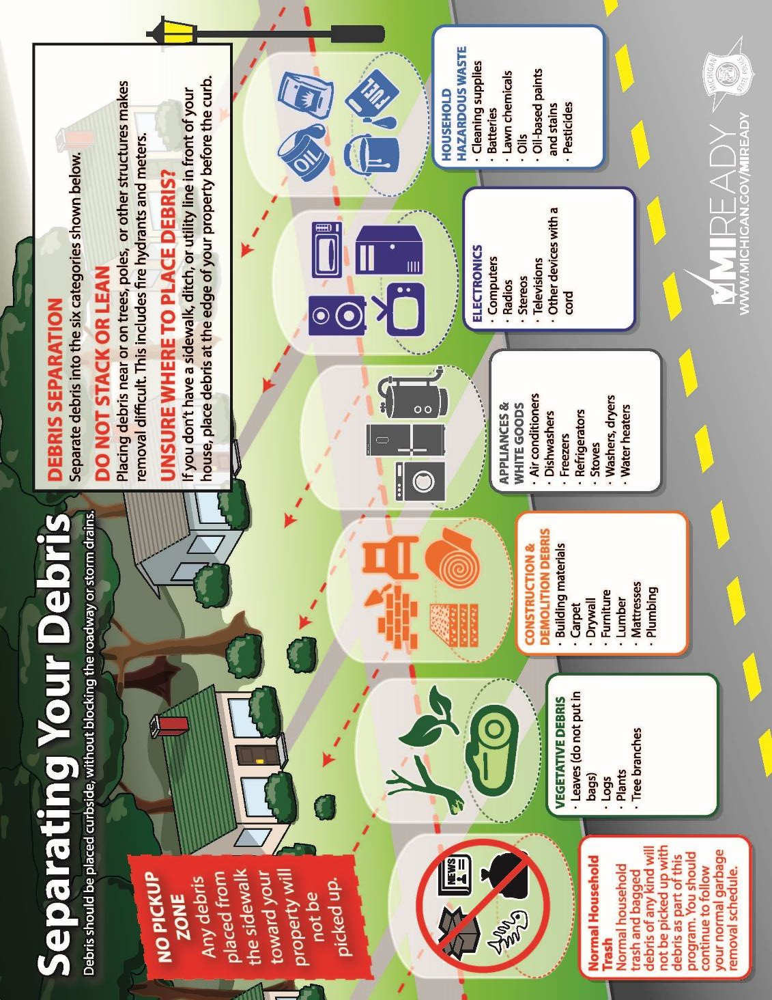 Separating Your Debris
Debris should be placed curbside, without blocking the roadway or storm drains.
DEBRIS SEPARATION
Separate debris into the six categories shown below.
DO NOT STACK OR LEAN
Placing debris near or on trees, poles, or other structures makes
removal difficult. This includes fire hydrants and meters.
UNSURE WHERE TO PLACE DEBRIS?
If you don't have a sidewalk, ditch, or utility line in front of your
house, place debris at the edge of your property before the curb.
NO PICKUP
ZONE
Any debris
placed from
the sidewalk
toward your
property will
not be
picked up.
NEWS
OIL
FUEL
Normal Household
Trash
Normal household
trash and bagged
debris of any kind will
not be picked up with
debris as part of this
program. You should
continue to follow
your normal garbage
removal schedule.
VEGETATIVE DEBRIS
· Leaves (do not put in
bags)
· Logs
· Plants
· Tree branches
CONSTRUCTION &
DEMOLITION DEBRIS
· Building materials
· Carpet
· Drywall
· Furniture
· Lumber
· Mattresses
· Plumbing
APPLIANCES &
WHITE GOODS
· Air conditioners
· Dishwashers
· Freezers
· Refrigerators
· Stoves
· Washers, dryers
· Water heaters
ELECTRONICS
· Computers
· Radios
· Stereos
· Televisions
· Other devices with a
cord
HOUSEHOLD
HAZARDOUS WASTE
· Cleaning supplies
· Batteries
· Lawn chemicals
· Oils
· Oil-based paints
and stains
· Pesticides
MIREADY
WWW.MICHIGAN.GOV/MIREADY
MICHIGAN
STATE POLICE